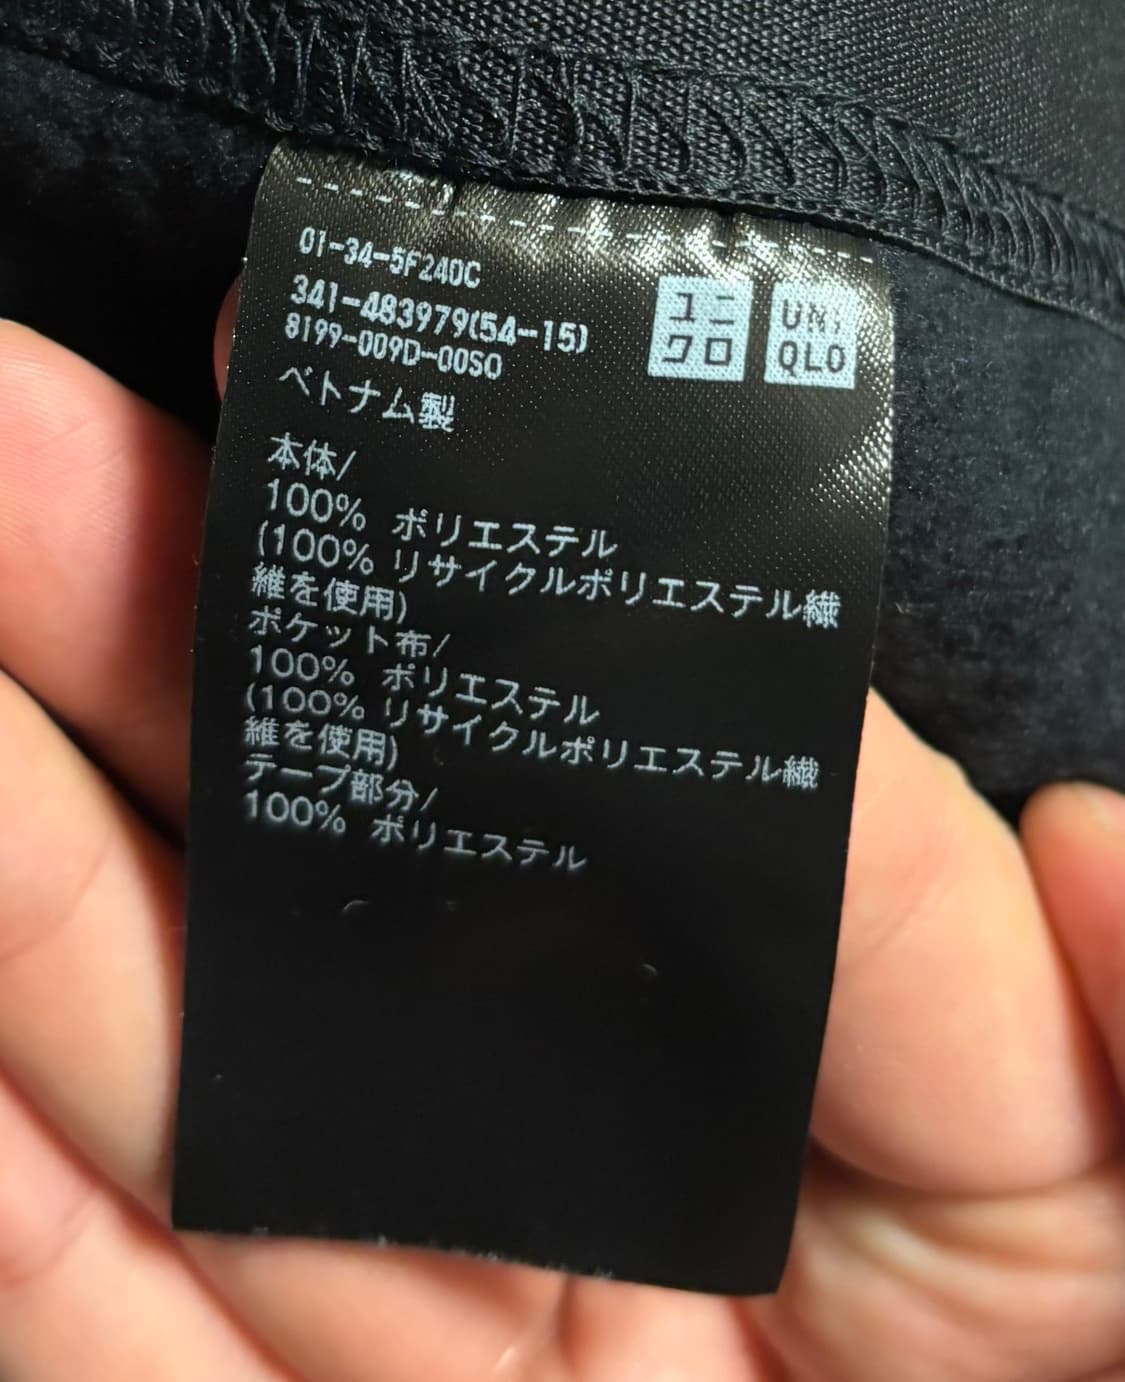 01-34-5F240C
341-483979(54-15)
8199-009D-00SO
ユニ
クロ
UNI
QLO
ベトナム製
本体/
100% ポリエステル
(100% リサイクルポリエステル繊
維を使用)
ポケット布/
100% ポリエステル
(100% リサイクルポリエステル繊
維を使用)
テープ部分/
100% ポリエステル